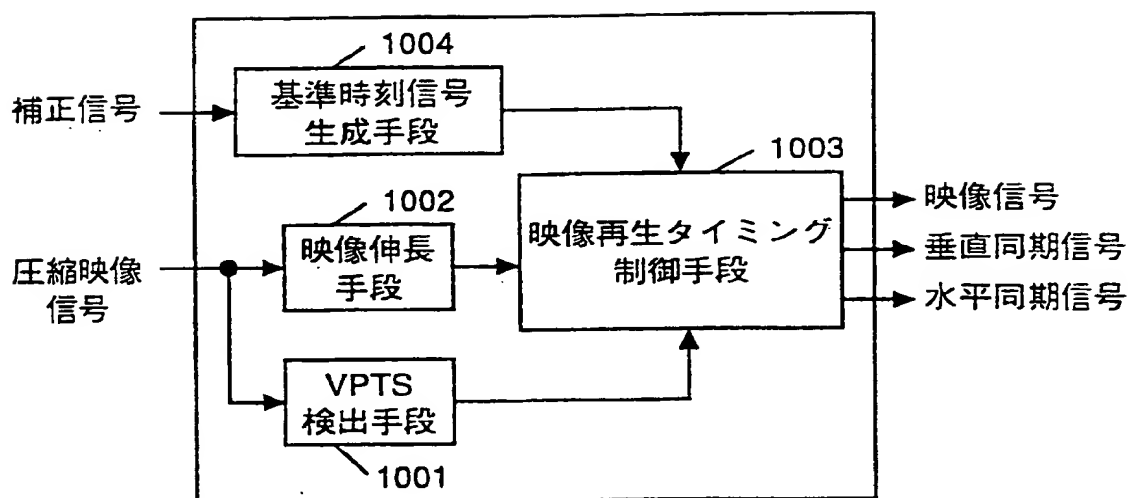 1004
補正信号
基準時刻信号
生成手段
1003
1002
映像伸長
手段
映像再生タイミング
制御手段
映像信号
垂直同期信号
水平同期信号
圧縮映像
信号
VPTS
検出手段
1001